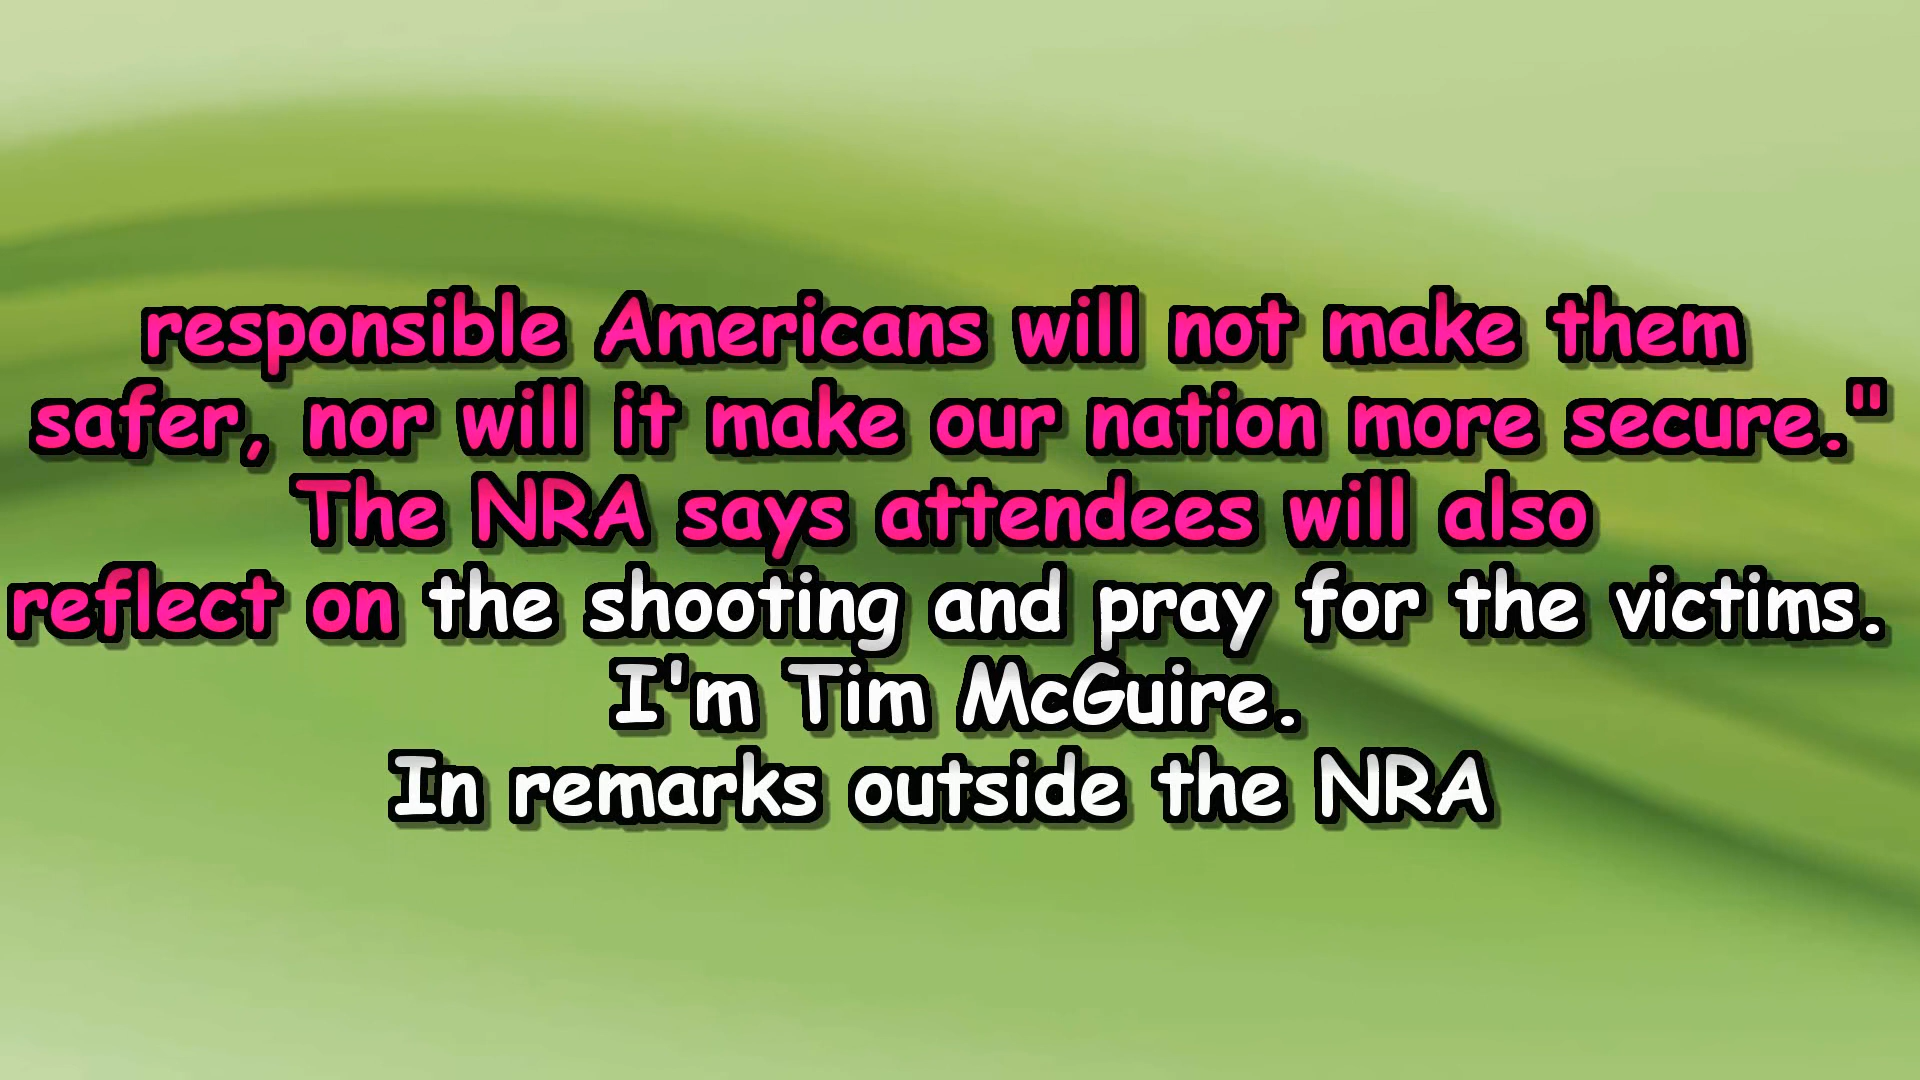 responsible Americans will not make them
safer, nor will it make our nation more secure."
The NRA says attendees will also
reflect on the shooting and pray for the victims.
I'm Tim McGuire.
In remarks outside the NRA